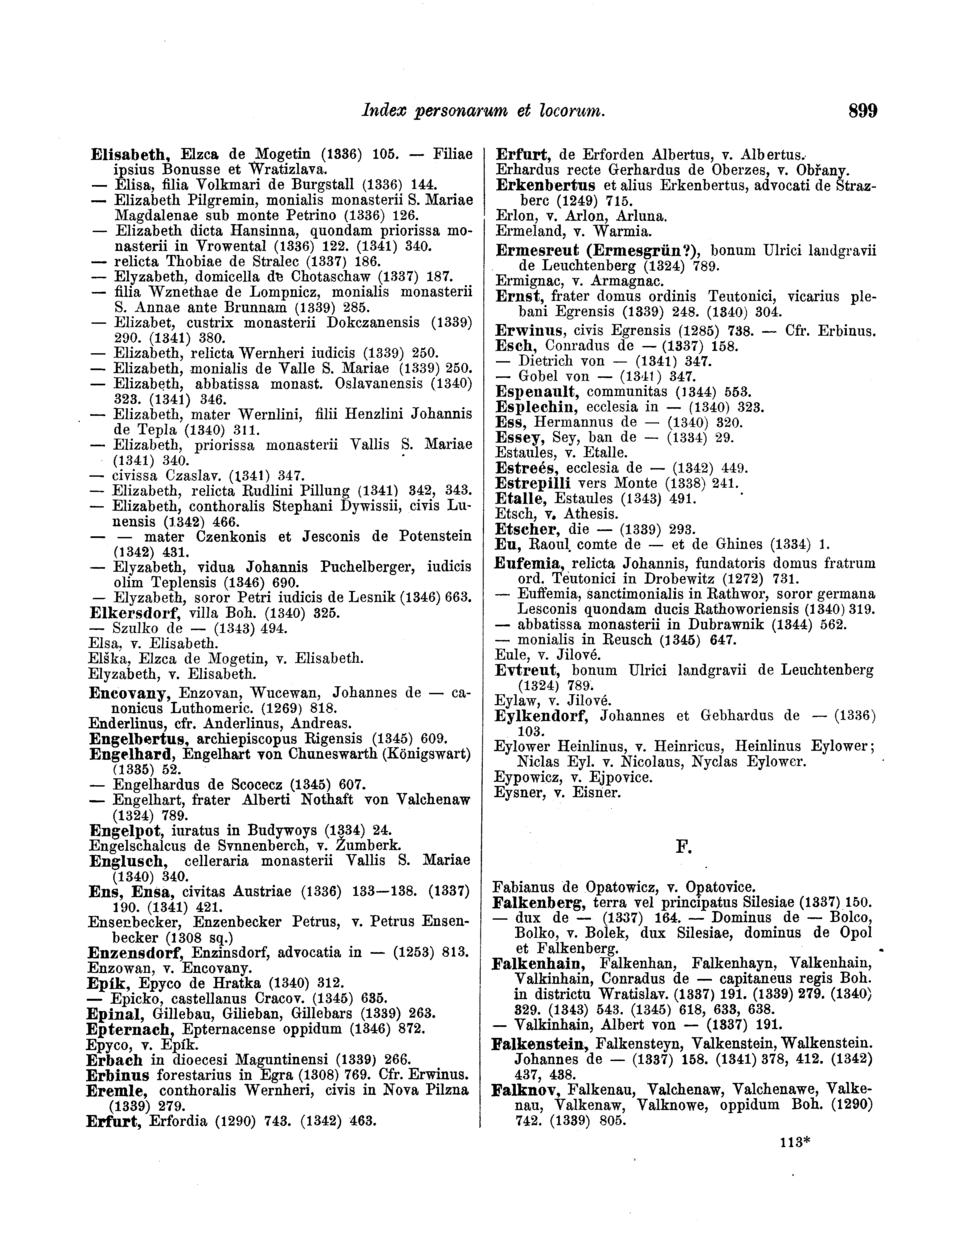 Index personarum et locorum. 899
Elisabeth, Elzca de Mogetin (1336) 105. — Filiae
ipsius Bonusse et Wratizlava.
— Elisa, filia Volkmari de Burgstall (1336) 144.
— Elizabeth Pilgremin, monialis monasterii S. Mariae
Magdalenae sub monte Petrino (1336) 126.
— Elizabeth dicta Hansinna, quondam priorissa mo-
nasterii in Vrowental (1336) 122. (1341) 340.
— relicta Thobiae de Stralec (1337) 186.
— Elyzabeth, domicella de Chotaschaw (1337) 187.
— filia Wznethae de Lompnicz, monialis monasterii
S. Annae ante Brunnam (1339) 285.
— Elizabet, custrix monasterii Dokczanensis (1339)
290. (1341) 380.
— Elizabeth, relicta Wernheri iudicis (1339) 250.
— Elizabeth, monialis de Valle S. Mariae (1339) 250.
— Elizabeth, abbatissa monast. Oslavanensis (1340)
323. (1341) 346.
— Elizabeth, mater Wernlini, filii Henzlini Johannis
de Tepla (1340) 311.
— Elizabeth, priorissa monasterii Vallis S. Mariae
(1341) 340.
— civissa Czaslav. (1341) 347.
— Elizabeth, relicta Rudlini Pillung (1341) 342, 343.
— Elizabeth, conthoralis Stephani Dywissii, civis Lu-
nensis (1342) 466.
— — mater Czenkonis et Jesconis de Potenstein
(1342) 431.
— Elyzabeth, vidua Johannis Puchelberger, iudicis
olim Teplensis (1346) 690.
— Elyzabeth, soror Petri iudicis de Lesnik (1346) 663.
Elkersdorf, villa Boh. (1340) 325.
— Szulko de — (1343) 494.
Elsa, v. Elisabeth.
Elška, Elzca de Mogetin, v. Elisabeth.
Elyzabeth, v. Elisabeth.
Encovany, Enzovan, Wucewan, Johannes de — ca-
nonicus Luthomeric. (1269) 818.
Enderlinus, cfr. Anderlinus, Andreas.
Engelbertus, archiepiscopus Rigensis (1345) 609.
Engelhard, Engelhart von Chuneswarth (Königswart)
(1335) 52.
— Engelhardus de Scocecz (1345) 607.
— Engelhart, frater Alberti Nothaft von Valchenaw
(1324) 789.
Engelpot, iuratus in Budywoys (1334) 24.
Engelschalcus de Svnnenberch, v. Žumberk.
Englusch, celleraria monasterii Vallis S. Mariae
(1340) 340.
Ens, Ensa, civitas Austriae (1336) 133—138. (1337)
190. (1341) 421.
Ensenbecker, Enzenbecker Petrus, v. Petrus Ensen-
becker (1308 sq.)
Enzensdorf, Enzinsdorf, advocatia in — (1253) 813.
Enzowan, v. Encovany.
Epík, Epyco de Hratka (1340) 312.
— Epicko, castellanus Cracov. (1345) 635.
Epinal, Gillebau, Gilieban, Gillebars (1339) 263.
Epternach, Epternacense oppidum (1346) 872.
Epyco, v. Epík.
Erbach in dioecesi Maguntinensi (1339) 266.
Erbinus forestarius in Egra (1308) 769. Cfr. Erwinus.
Eremle, conthoralis Wernheri, civis in Nova Pilzna
(1339) 279.
Erfurt, Erfordia (1290) 743. (1342) 463.
Erfurt, de Erforden Albertus, v. Albertus.
Erhardus recte Gerhardus de Oberzes, v. Obřany.
Erkenbertus et alius Erkenbertus, advocati de Straz-
berc (1249) 715.
Erlon, v. Arlon, Arluna.
Ermeland, v. Warmia.
Ermesreut (Ermesgrün?), bonum Ulrici landgravii
de Leuchtenberg (1324) 789.
Ermignac, v. Armagnac.
Ernst, frater domus ordinis Teutonici, vicarius ple-
bani Egrensis (1339) 248. (1340) 304.
Erwinus, civis Egrensis (1285) 738. — Cfr. Erbinus.
Esch, Conradus de — (1337) 158.
— Dietrich von — (1341) 347.
— Gobel von — (1341) 347.
Espenault, communitas (1344) 553.
Esplechin, ecclesia in — (1340) 323.
Ess, Hermannus de — (1340) 320.
Essey, Sey, ban de — (1334) 29.
Estaules, v. Etalle.
Estreés, ecclesia de — (1342) 449.
Estrepilli vers Monte (1338) 241.
Etalle, Estaules (1343) 491.
Etsch, v. Athesis.
Etscher, die — (1339) 293.
Eu, Raoul comte de — et de Ghines (1334) 1.
Eufemia, relicta Johannis, fundatoris domus fratrum
ord. Teutonici in Drobewitz (1272) 731.
— Euffemia, sanctimonialis in Rathwor, soror germana
Lesconis quondam ducis Rathoworiensis (1340) 319.
— abbatissa monasterii in Dubrawnik (1344) 562.
— monialis in Reusch (1345) 647.
Eule, v. Jilové.
Evtreut, bonum Ulrici landgravii de Leuchtenberg
(1324) 789.
Eylaw, v. Jilové.
Eylkendorf, Johannes et Gebhardus de — (1336)
103.
Eylower Heinlinus, v. Heinricus, Heinlinus Eylower;
Niclas Eyl. v. Nicolaus, Nyclas Eylower.
Eypowicz, v. Ejpovice.
Eysner, v. Eisner.
F.
Fabianus de Opatowicz, v. Opatovice.
Falkenberg, terra vel principatus Silesiae (1337) 150.
— dux de — (1337) 164. — Dominus de — Bolco,
Bolko, v. Bolek, dux Silesiae, dominus de Opol
et Falkenberg.
Falkenhain, Falkenhan, Falkenhayn, Valkenhain,
Valkinhain, Conradus de — capitaneus regis Boh.
in districtu Wratislav. (1337) 191. (1339) 279. (1340)
329. (1343) 543. (1345) 618, 633, 638.
— Valkinhain, Albert von — (1337) 191.
Falkenstein, Falkensteyn, Valkenstein, Walkenstein.
Johannes de — (1337) 158. (1341) 378, 412. (1342)
437, 438.
Falknov, Falkenau, Valchenaw, Valchenawe, Valke-
nau, Valkenaw, Valknowe, oppidum Boh. (1290)
742. (1339) 805.
113*